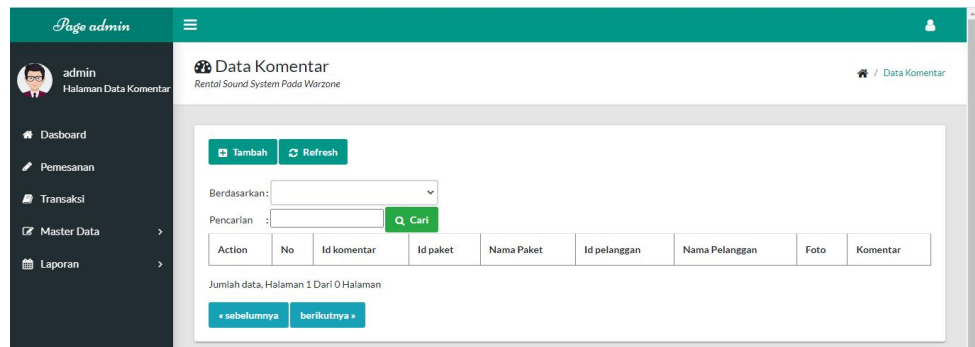 Page admin
admin
Halaman Data Komentar
Dasboard
Pemesanan
Transaksi
Master Data
Laporan
Data Komentar
Rental Sound System Pada Warzone
/ Data Komentar
Tambah Refresh
Berdasarkan:
Pencarian : Cari
Action No Id komentar Id paket Nama Paket Id pelanggan Nama Pelanggan Foto Komentar
Jumlah data, Halaman 1 Dari 0 Halaman
« sebelumnya berikutnya »